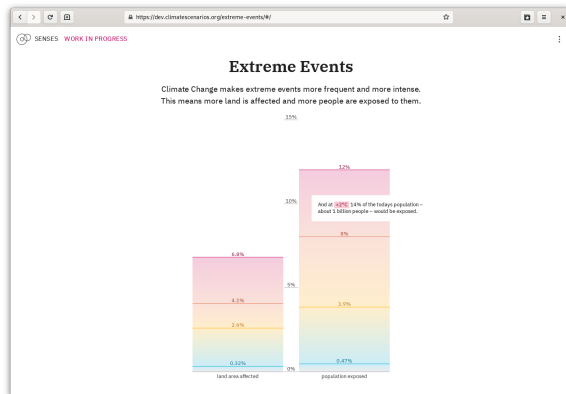 https://dev.climatescenarios.org/extreme-events/#/
SENSES WORK IN PROGRESS
Extreme Events
Climate Change makes extreme events more frequent and more intense.
This means more land is affected and more people are exposed to them.
15%
12%
10%
And at +3°C 14% of the todays population –
about 1 billion people – would be exposed.
8%
6.8%
5%
4.1%
3.9%
2.6%
0.32%
0.47%
0%
land area affected
population exposed